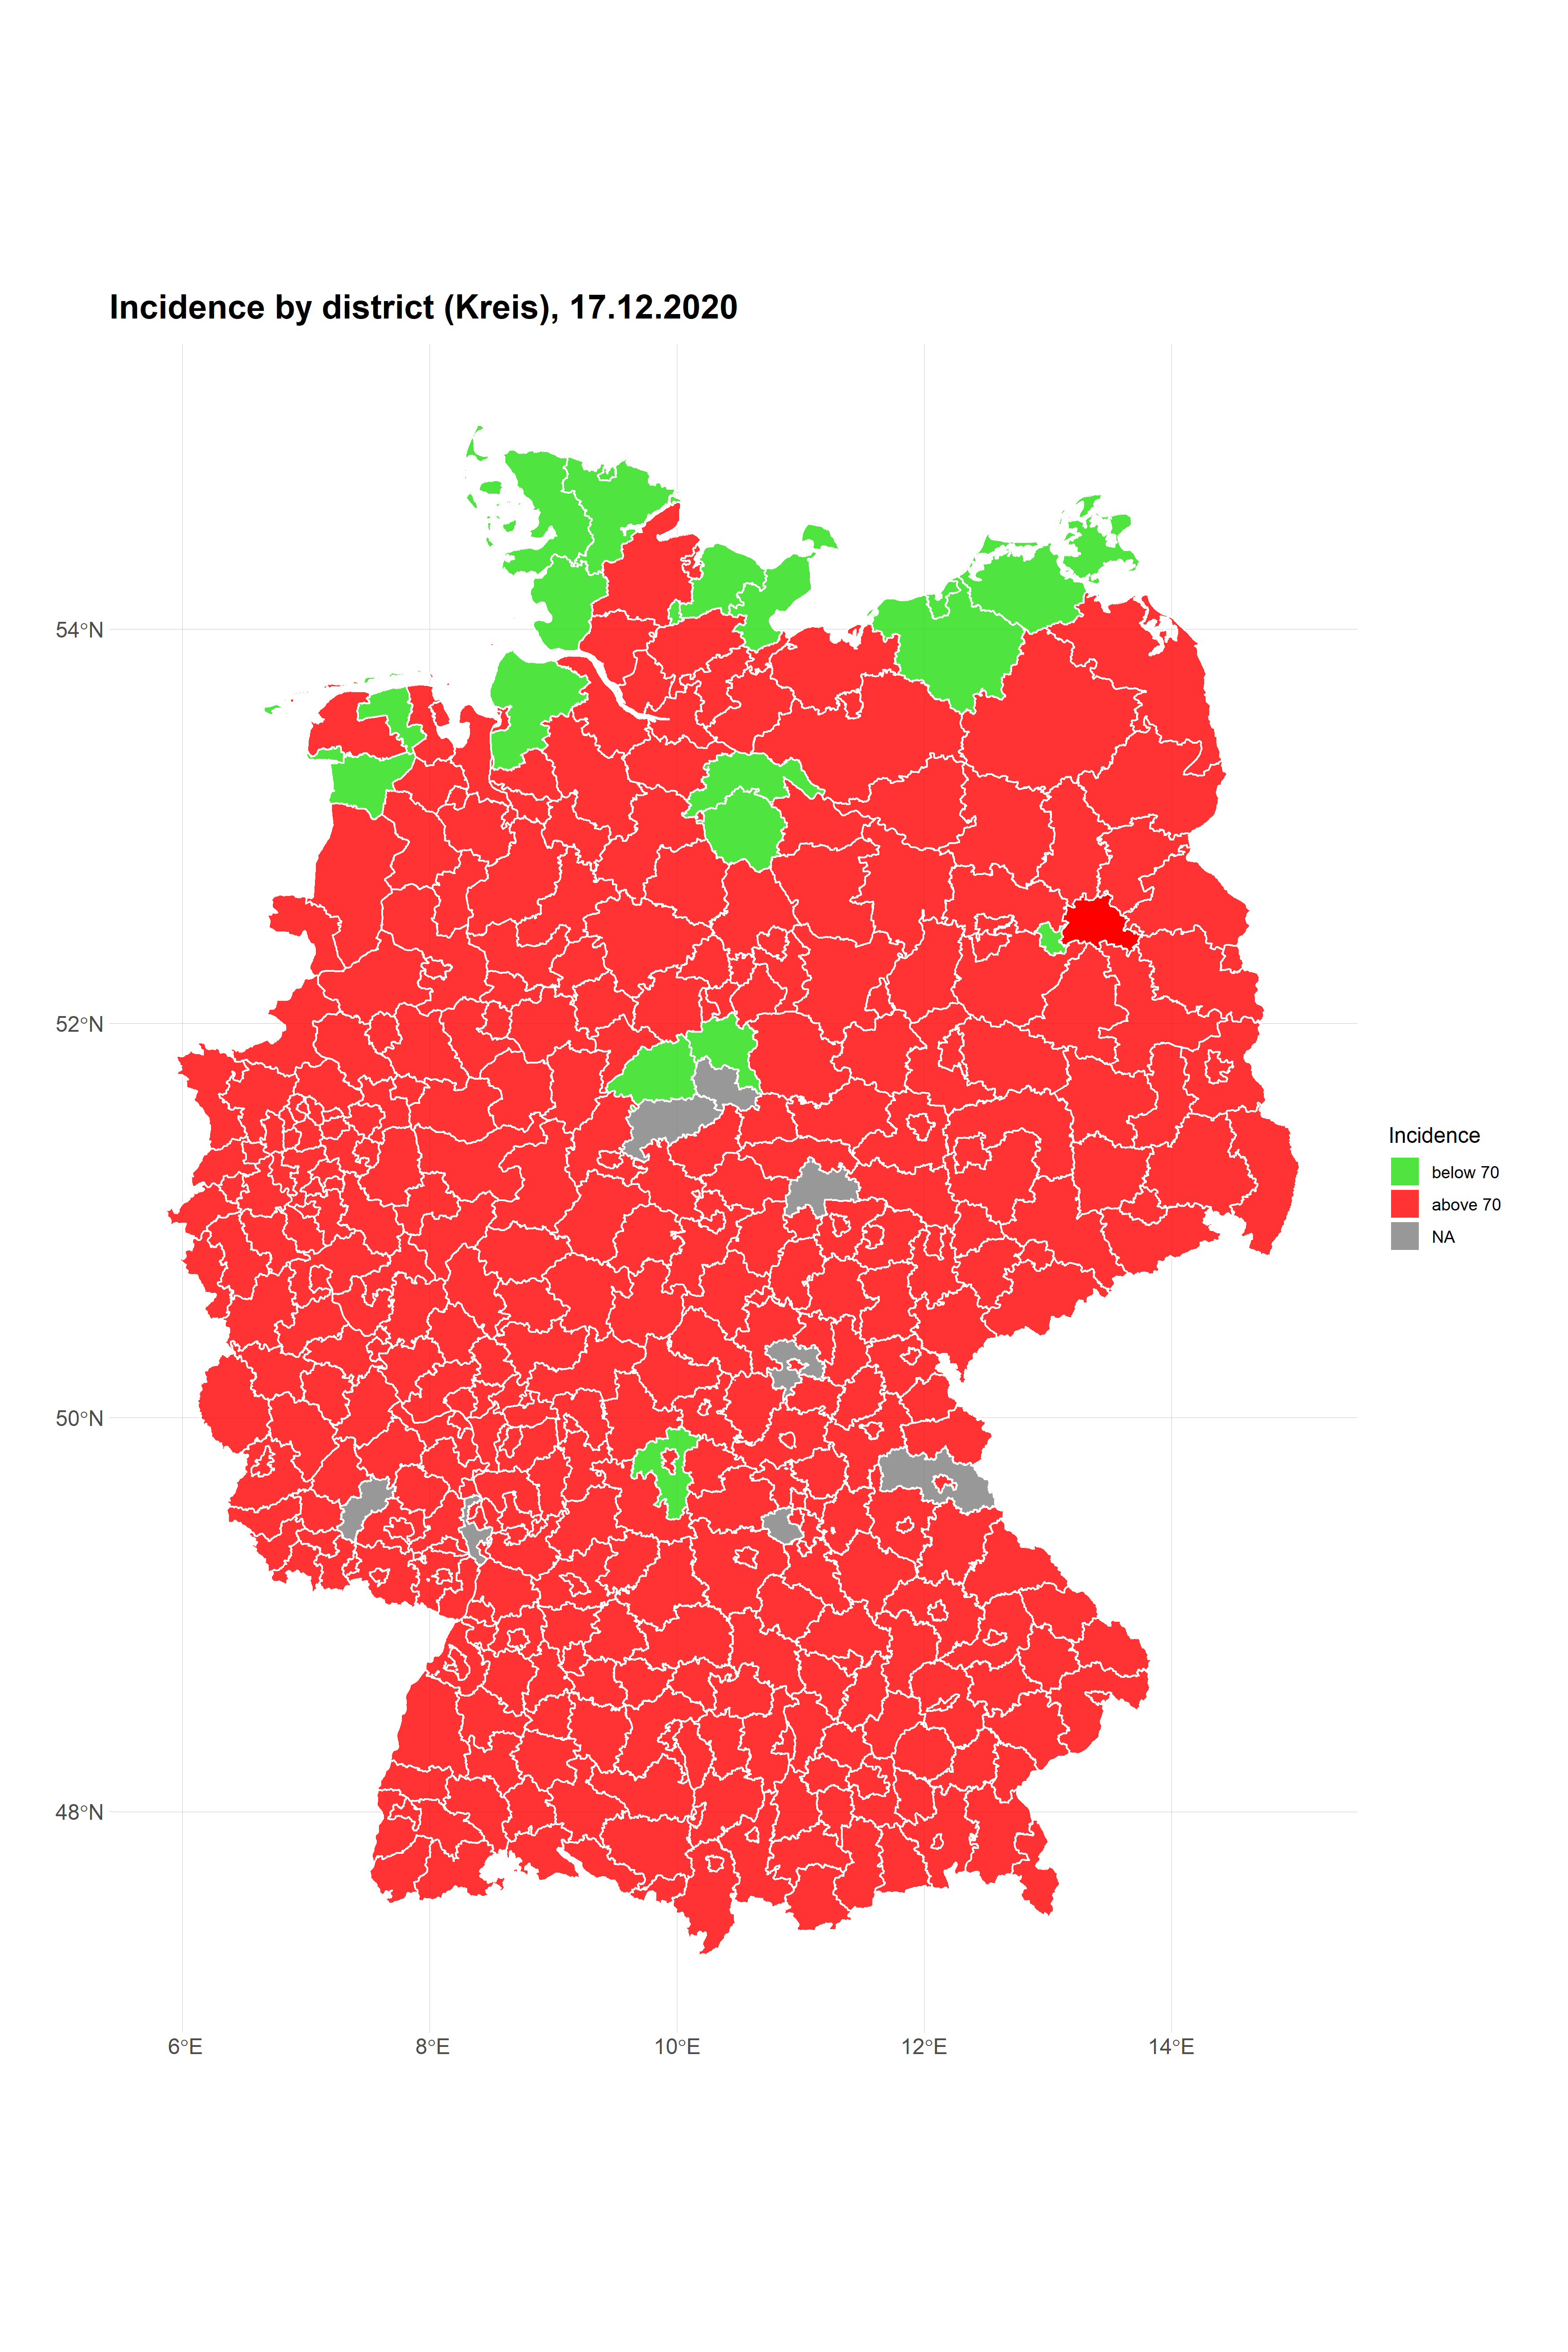 Incidence by district (Kreis), 17.12.2020
54°N
52°N
50°N
48°N
6°E
8°E
10°E
12°E
14°E
Incidence
below 70
above 70
NA